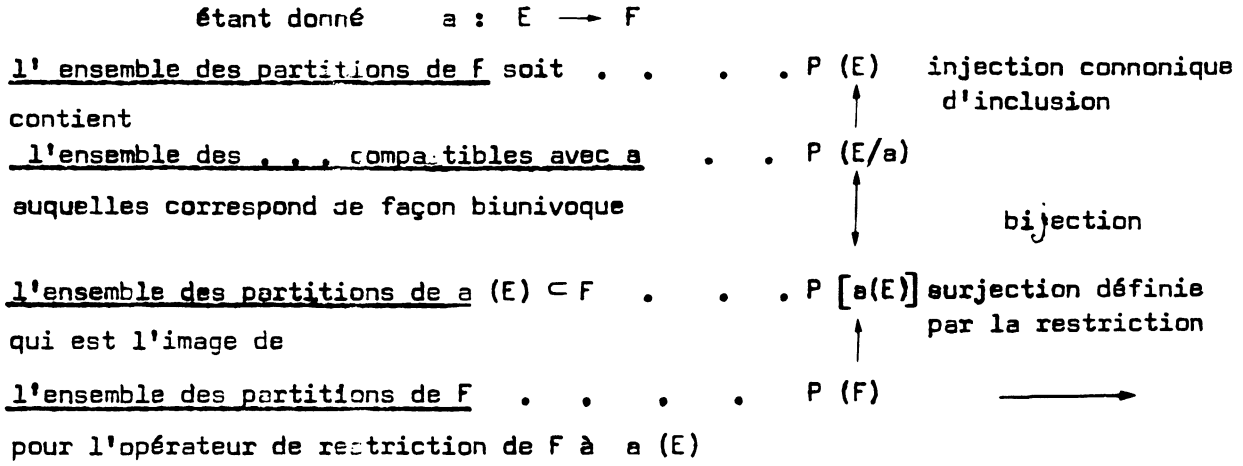 étant donné a : E → F
l' ensemble des partitions de F soit . . . . P (E) injection connonique
d'inclusion
contient
l'ensemble des . . . compatibles avec a . . P (E/a)
auquelles correspond de façon biunivoque
bijection
l'ensemble des partitions de a (E) ⊂ F . . . P [a(E)] surjection définie
par la restriction
qui est l'image de
l'ensemble des partitions de F . . . . P (F) →
pour l'opérateur de restriction de F à a (E)